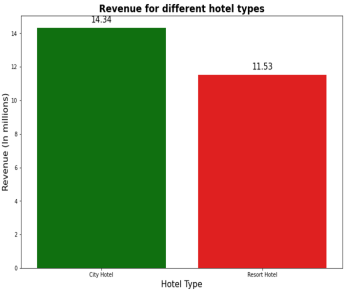 Revenue for different hotel types
14.34
11.53
14
12
10
8
6
4
2
0
Revenue (In millions)
City Hotel
Resort Hotel
Hotel Type